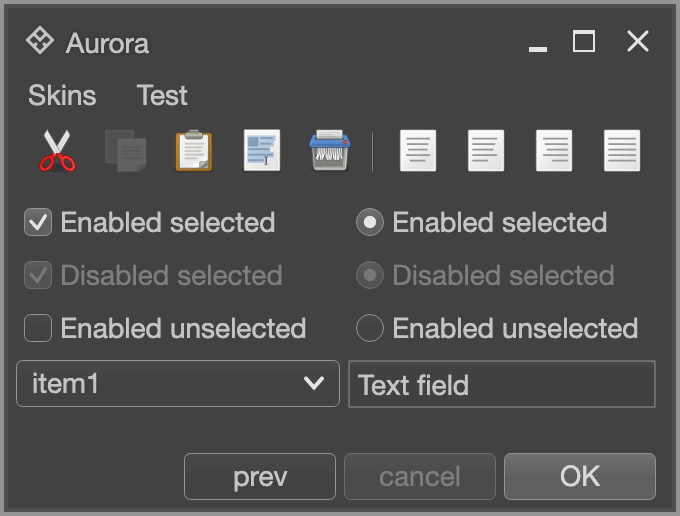 Aurora
Skins Test
Enabled selected Enabled selected
Disabled selected Disabled selected
Enabled unselected Enabled unselected
item1 Text field
prev cancel OK